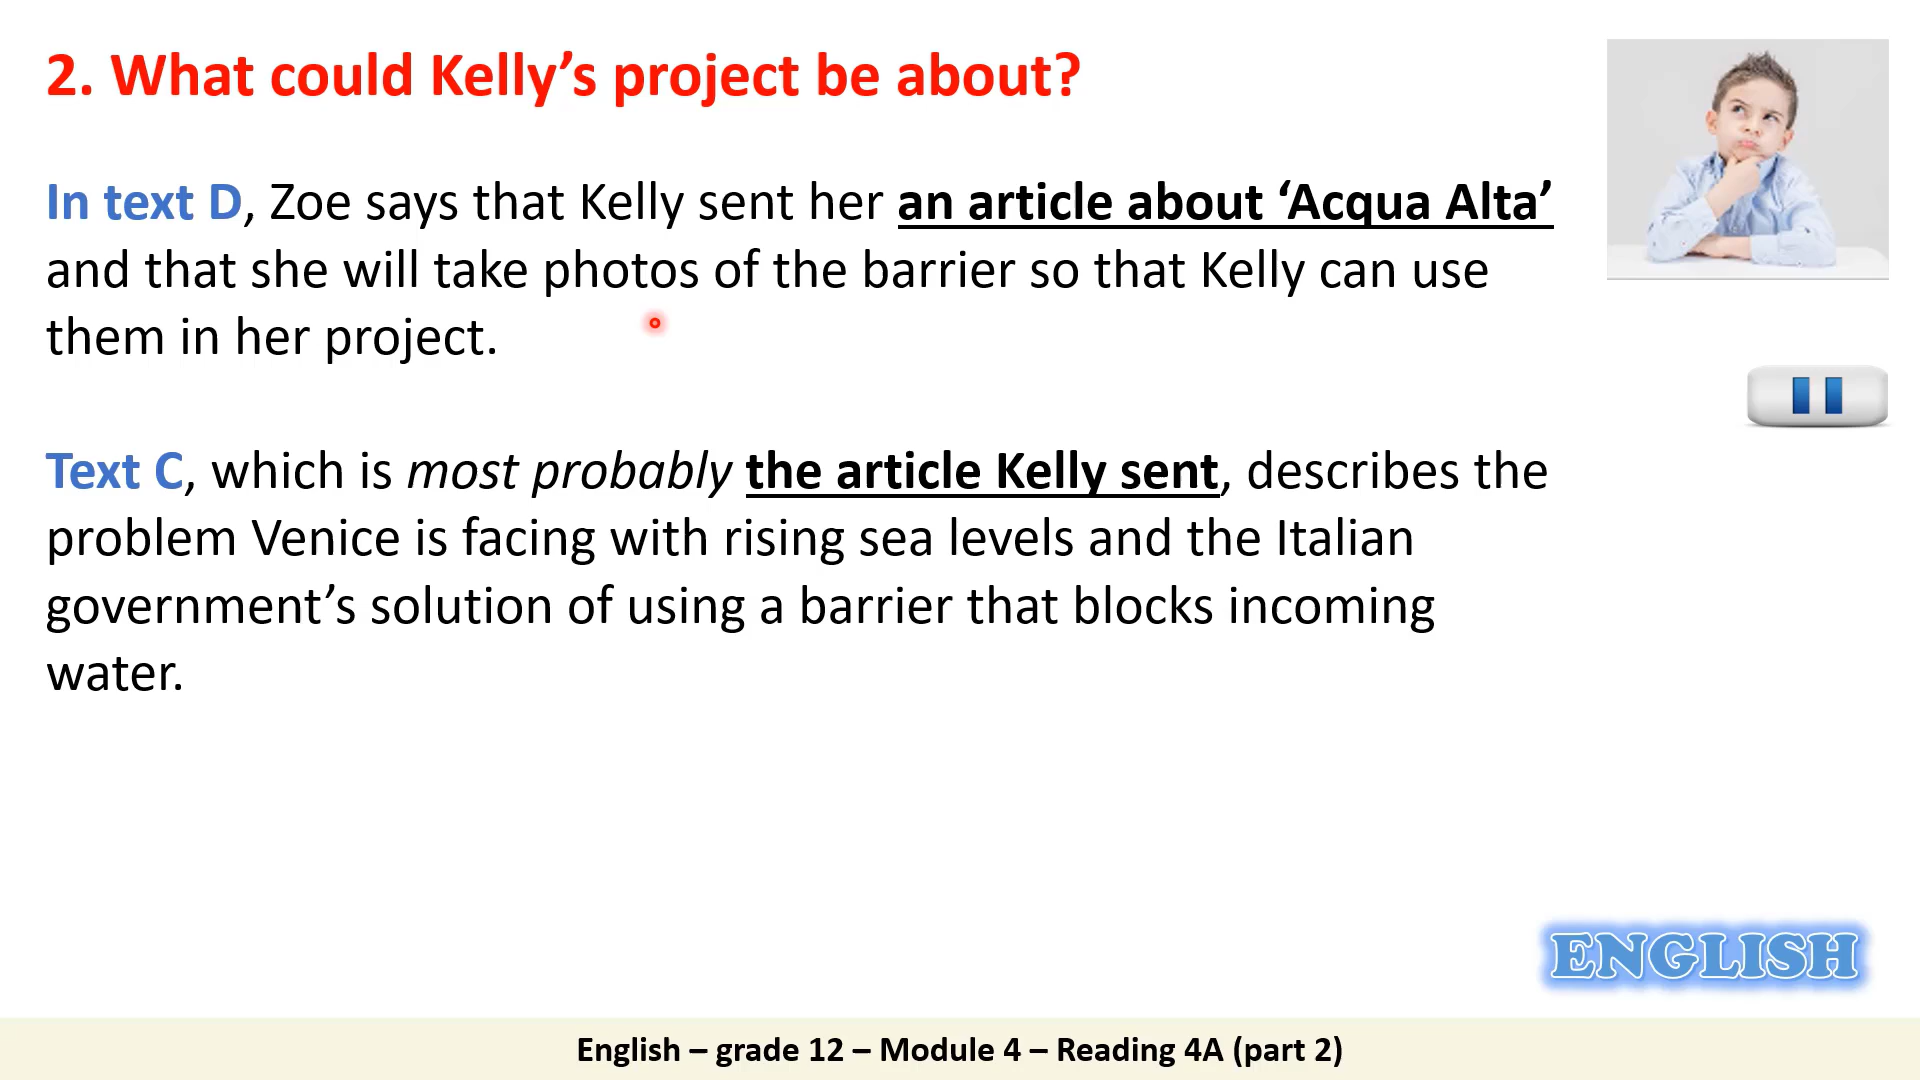 2. What could Kelly’s project be about?
In text D, Zoe says that Kelly sent her an article about ‘Acqua Alta’
and that she will take photos of the barrier so that Kelly can use
them in her project.
Text C, which is most probably the article Kelly sent, describes the
problem Venice is facing with rising sea levels and the Italian
government’s solution of using a barrier that blocks incoming
water.
ENGLISH
English – grade 12 – Module 4 – Reading 4A (part 2)